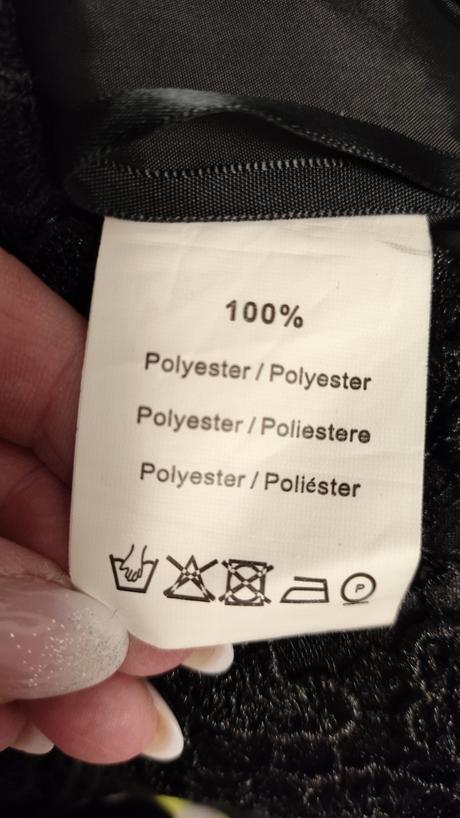 100%
Polyester / Polyester
Polyester / Poliestere
Polyester / Poliéster
P